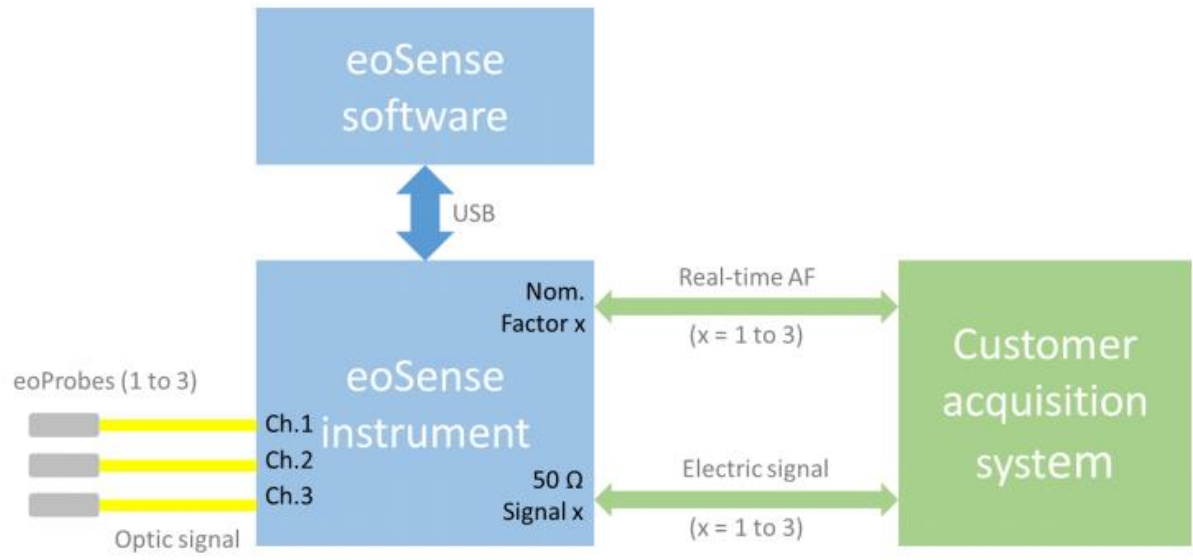 eoSense
software
USB
Nom.
Factor x
Real-time AF
(x = 1 to 3)
eoSense
instrument
Customer
acquisition
system
eoProbes (1 to 3)
Ch.1
Ch.2
Ch.3
50 Ω
Signal x
Electric signal
(x = 1 to 3)
Optic signal